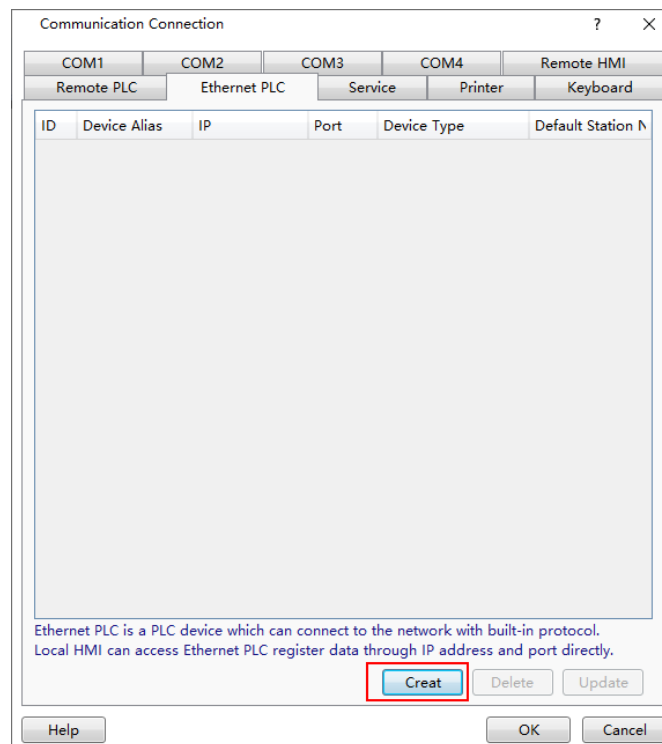 Communication Connection ? ×
COM1 COM2 COM3 COM4 Remote HMI
Remote PLC Ethernet PLC Service Printer Keyboard
ID Device Alias IP Port Device Type Default Station N
Ethernet PLC is a PLC device which can connect to the network with built-in protocol.
Local HMI can access Ethernet PLC register data through IP address and port directly.
Creat Delete Update
Help OK Cancel